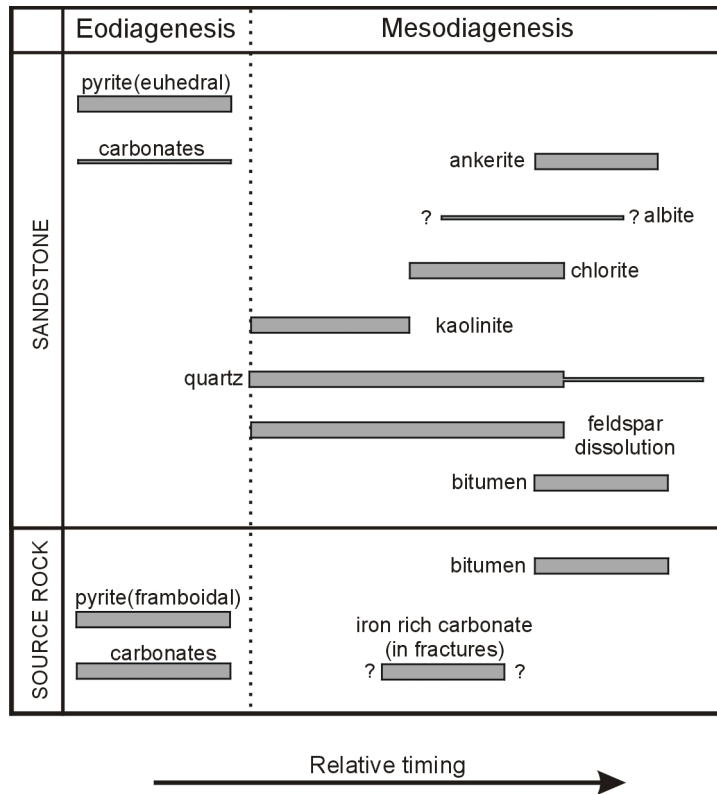 Eodiagenesis
Mesodiagenesis
SANDSTONE
pyrite(euhedral)
carbonates
ankerite
? ? albite
chlorite
kaolinite
quartz
feldspar
dissolution
bitumen
SOURCE ROCK
bitumen
pyrite(framboidal)
iron rich carbonate
(in fractures)
carbonates
? ?
Relative timing